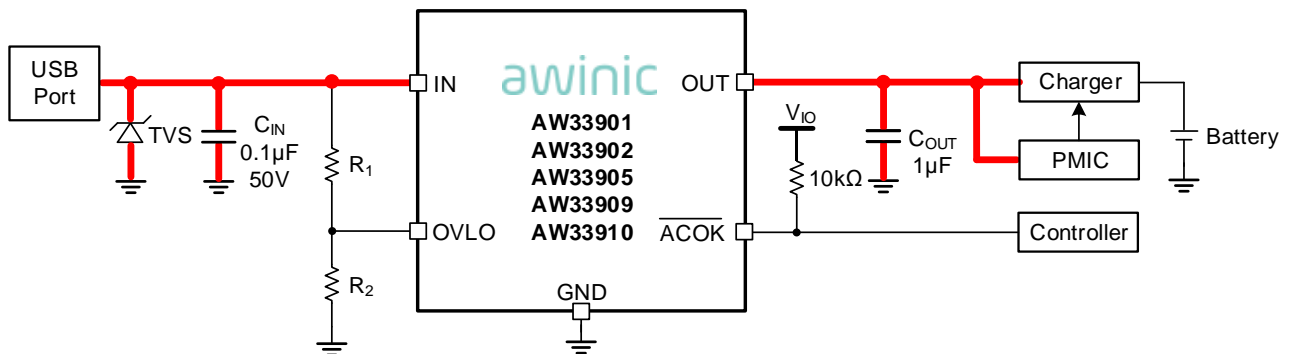 USB
Port
TVS
C_IN
0.1µF
50V
R_1
R_2
IN
OVLO
awinic
AW33901
AW33902
AW33905
AW33909
AW33910
GND
OUT
ACOK
V_IO
10kΩ
C_OUT
1µF
Charger
PMIC
Battery
Controller